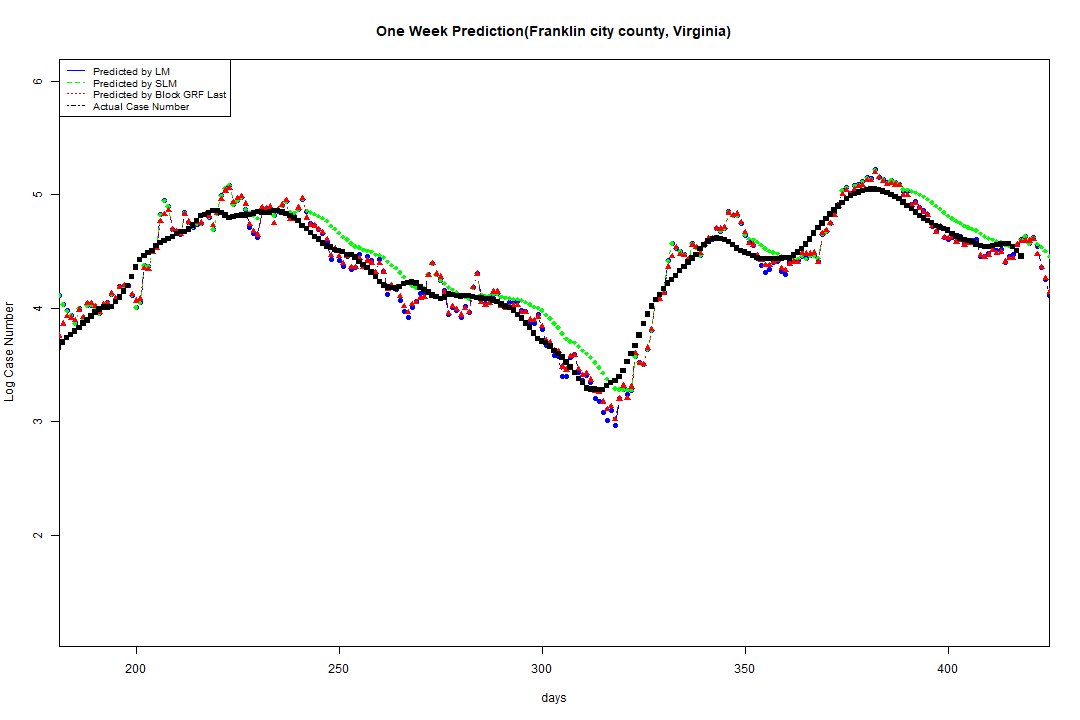 One Week Prediction(Franklin city county, Virginia)
Predicted by LM
Predicted by SLM
Predicted by Block GRF Last
Actual Case Number
6
5
4
3
2
Log Case Number
200 250 300 350 400
days